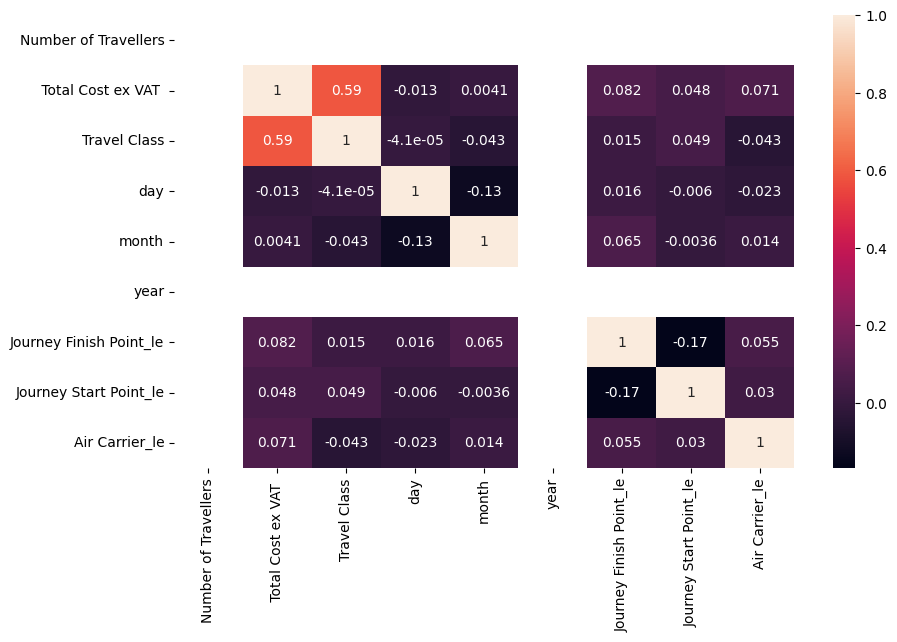 Number of Travellers
Total Cost ex VAT
1 0.59 -0.013 0.0041 0.082 0.048 0.071
Travel Class
0.59 1 -4.1e-05 -0.043 0.015 0.049 -0.043
day
-0.013 -4.1e-05 1 -0.13 0.016 -0.006 -0.023
month
0.0041 -0.043 -0.13 1 0.065 -0.0036 0.014
year
Journey Finish Point_le
0.082 0.015 0.016 0.065 1 -0.17 0.055
Journey Start Point_le
0.048 0.049 -0.006 -0.0036 -0.17 1 0.03
Air Carrier_le
0.071 -0.043 -0.023 0.014 0.055 0.03 1
Number of Travellers
Total Cost ex VAT
Travel Class
day
month
year
Journey Finish Point_le
Journey Start Point_le
Air Carrier_le
1.0
0.8
0.6
0.4
0.2
0.0